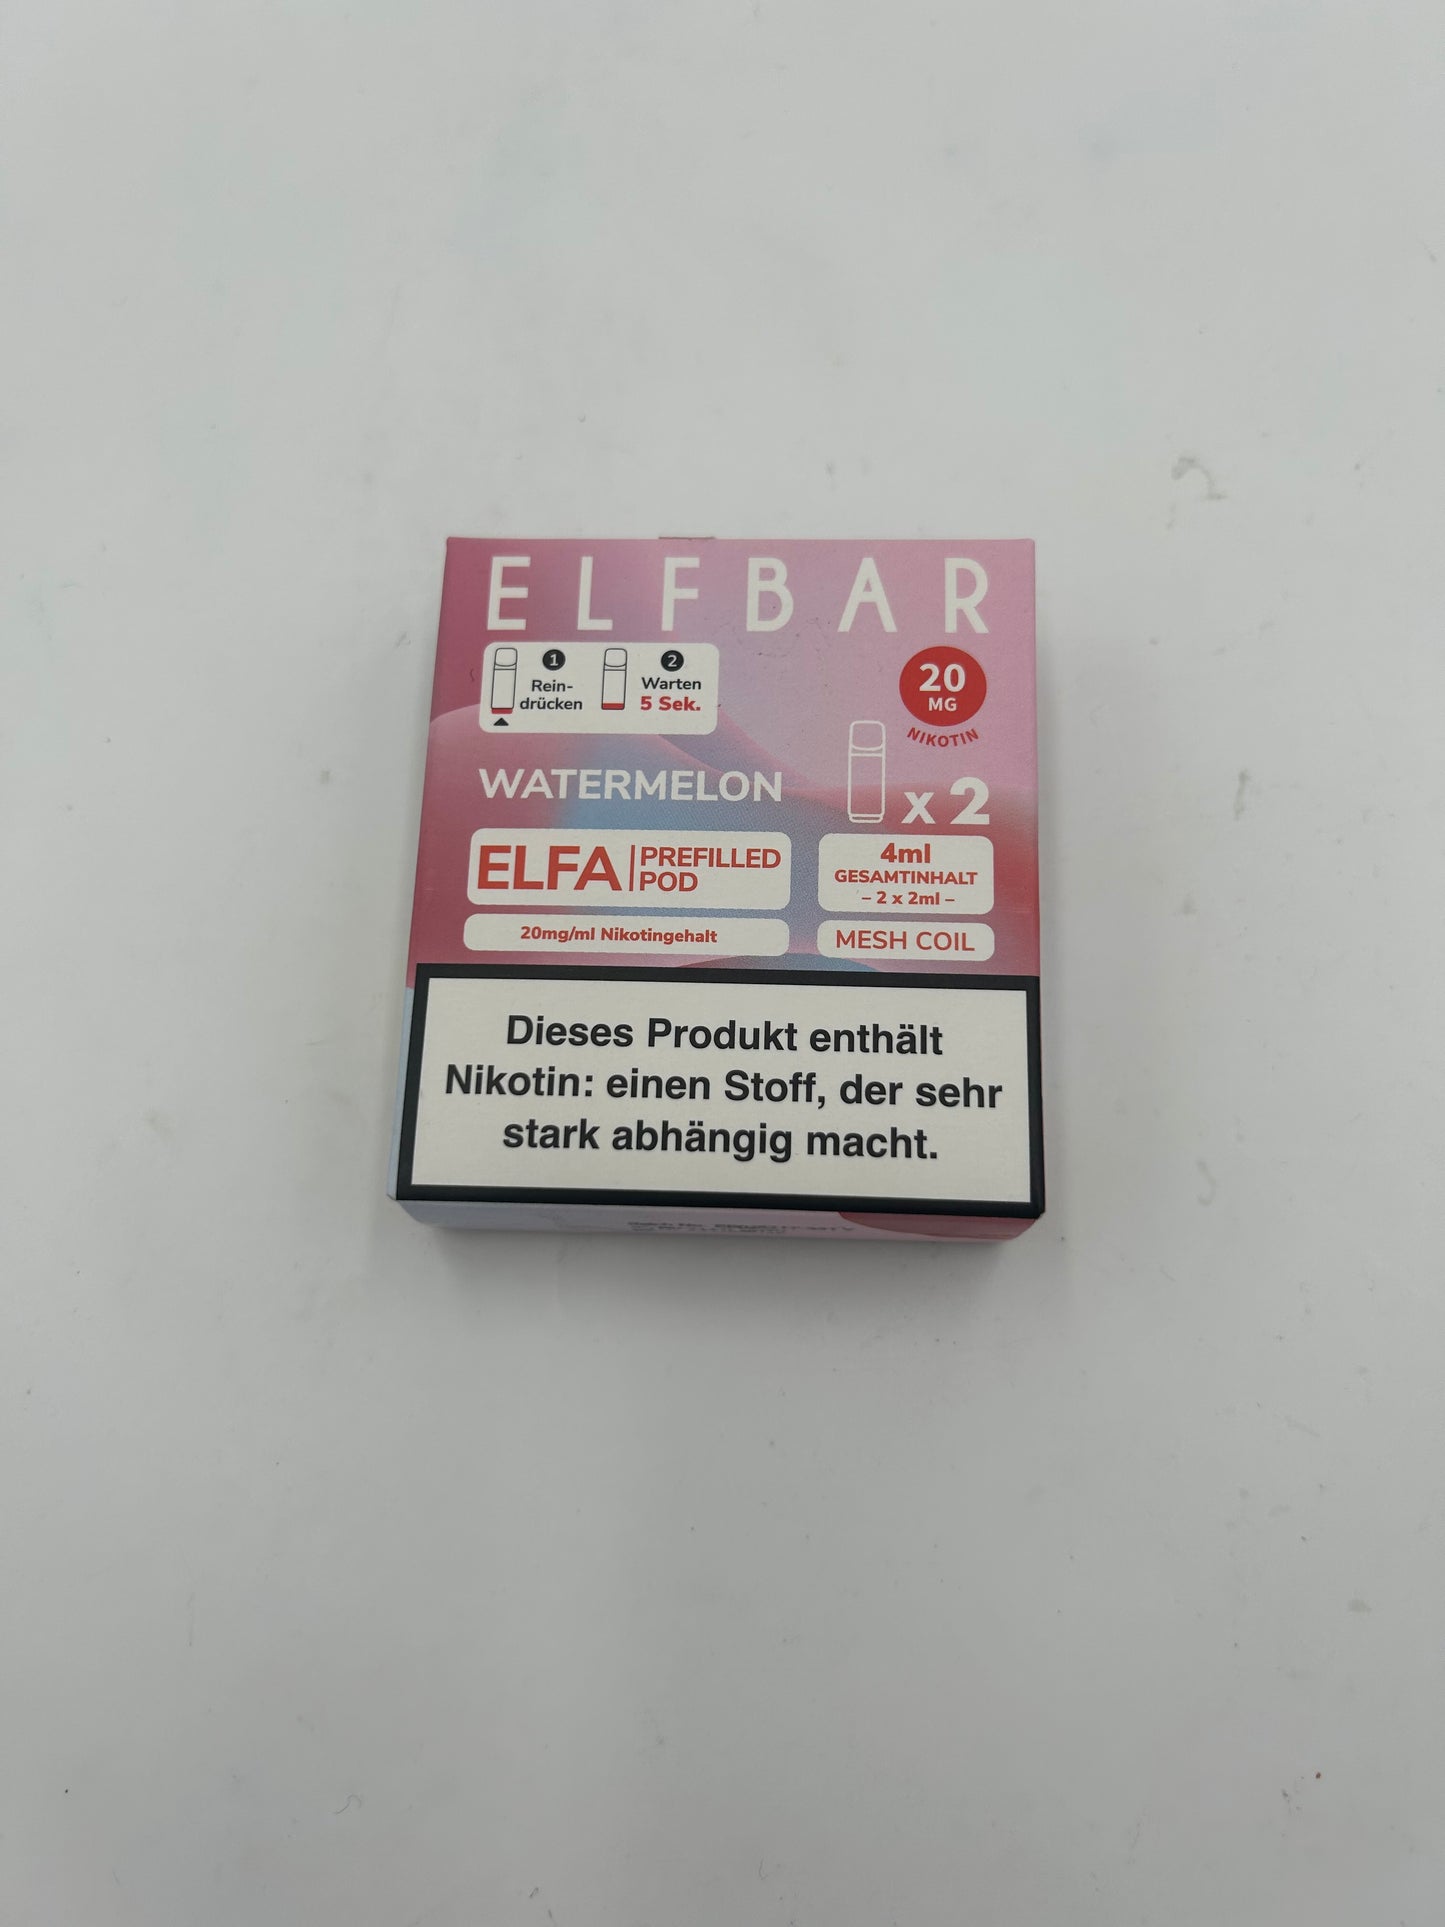 ELFBAR
1 2
Rein- Warten
drücken 5 Sek.
20
MG
NIKOTIN
WATERMELON
x 2
ELFA PREFILLED
POD
4ml
GESAMTINHALT
– 2 x 2ml –
20mg/ml Nikotingehalt
MESH COIL
Dieses Produkt enthält
Nikotin: einen Stoff, der sehr
stark abhängig macht.